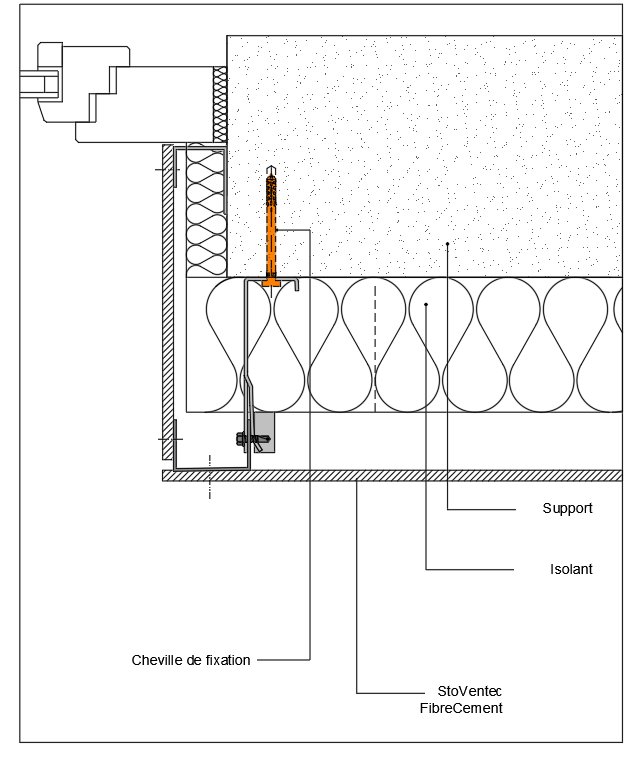 Support
Isolant
Cheville de fixation
StoVentec
FibreCement